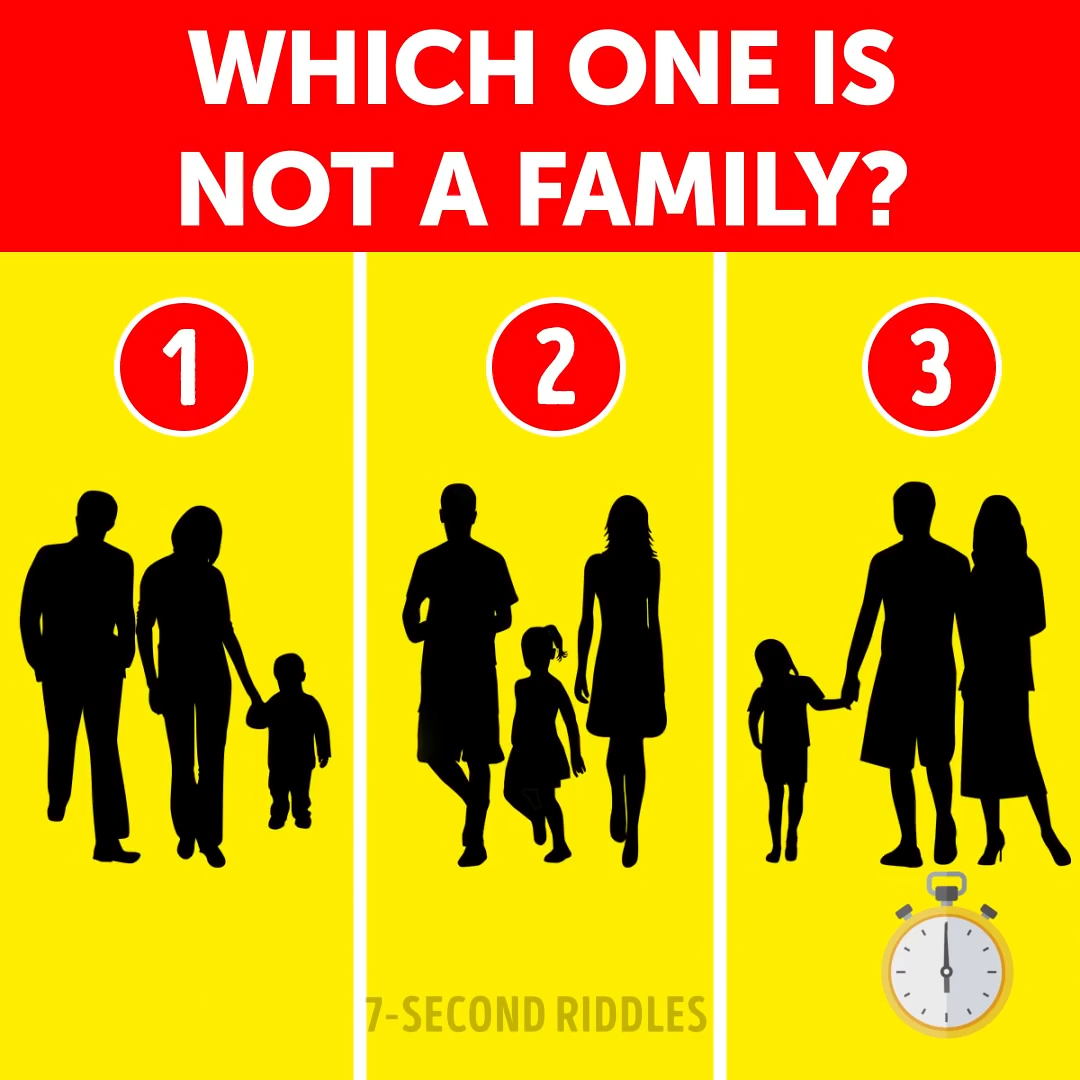 WHICH ONE IS
NOT A FAMILY?
1
2
3
7-SECOND RIDDLES